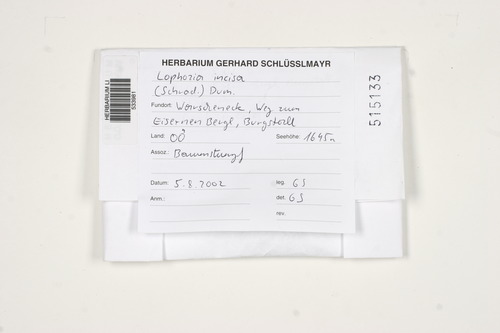 HERBARIUM GERHARD SCHLÜSSLMAYR
Lophozia incisa
(Schrad.) Dum.
Fundort: Warscheneck, Weg zum
Eisernen Bergl, Burgstall
Land: OÖ Seehöhe: 1645m
Assoz.: Baumstumpf
Datum: 5.8.2002 leg. GS
Anm.: det. GS
rev.
HERBARIUM LI
533981
515133